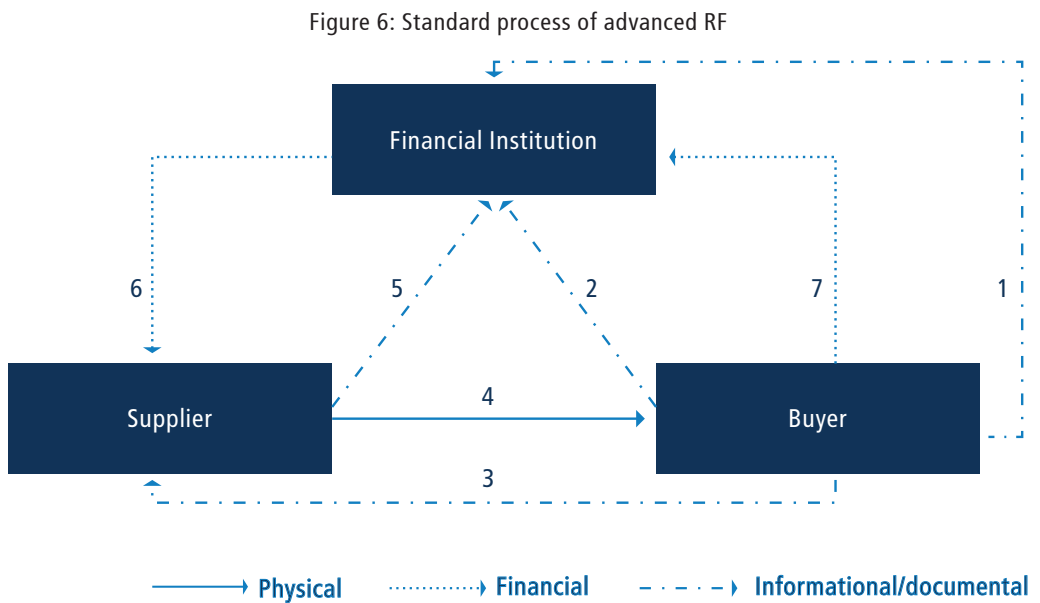 Figure 6: Standard process of advanced RF
Financial Institution
6
5
2
7
1
Supplier
4
Buyer
3
Physical
Financial
Informational/documental